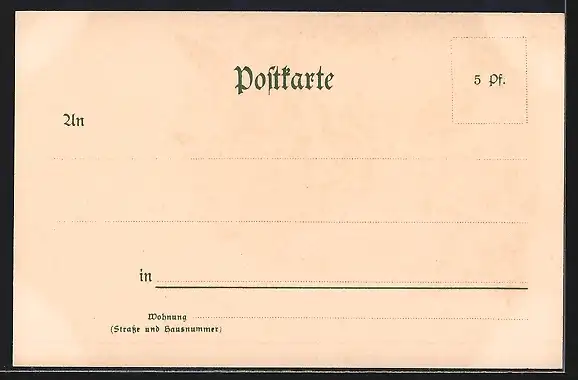 Postkarte
5 Pf.
An
in
Wohnung
(Straße und Hausnummer)